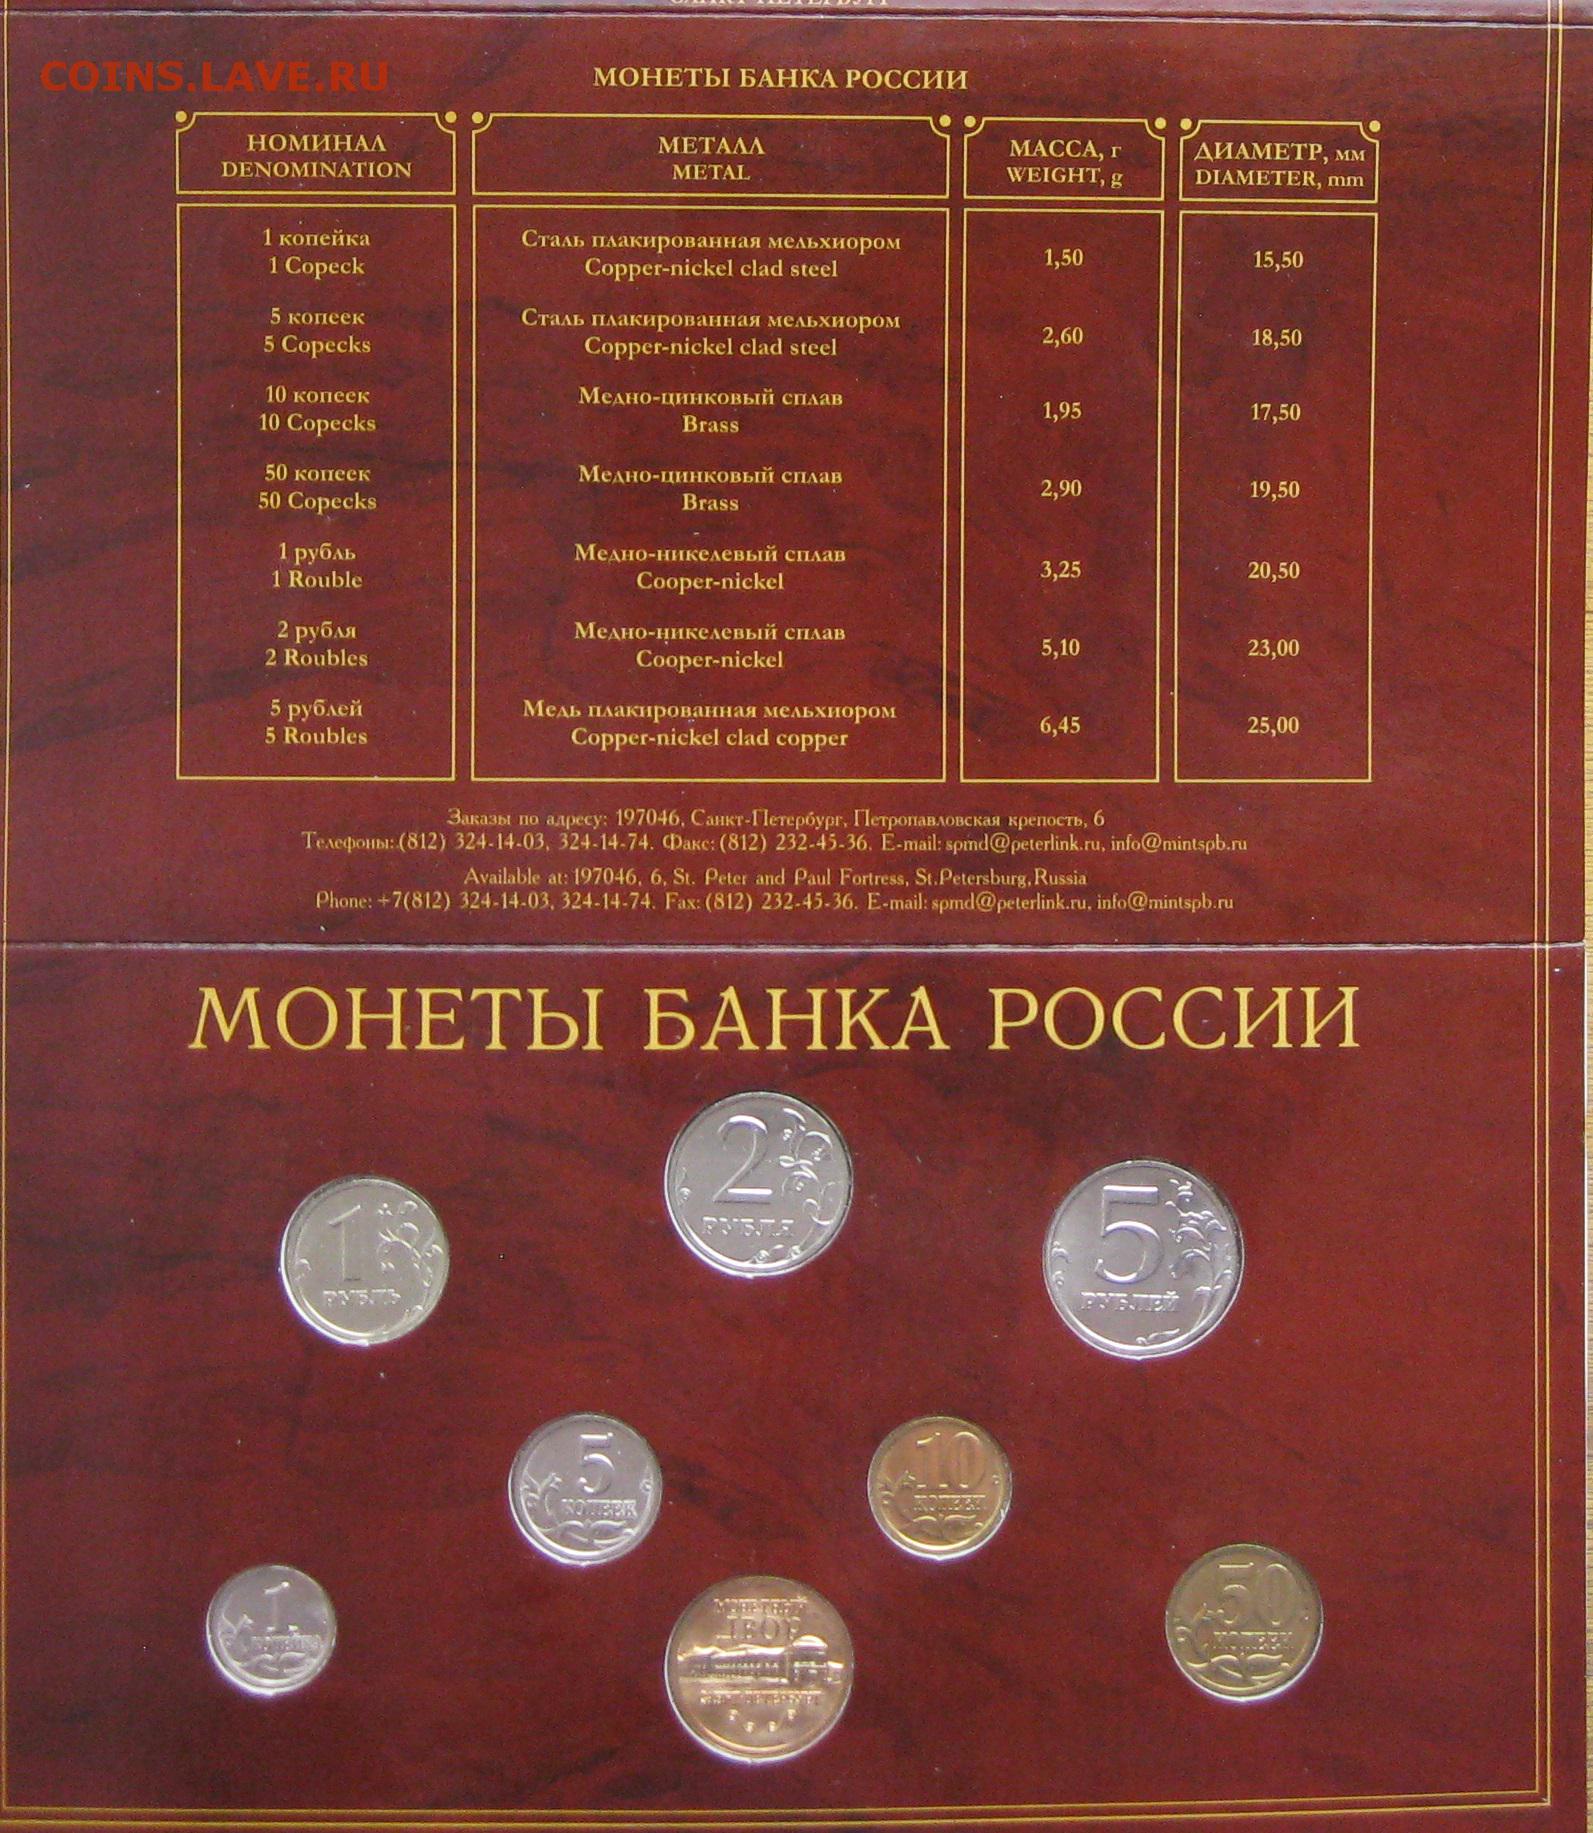 САНКТ-ПЕТЕРБУРГ
COINS.LAVE.RU
МОНЕТЫ БАНКА РОССИИ
НОМИНАЛ МЕТАЛЛ МАССА, г ДИАМЕТР, мм
DENOMINATION METAL WEIGHT, g DIAMETER, mm
1 копейка Сталь плакированная мельхиором
1 Copeck Copper-nickel clad steel 1,50 15,50
5 копеек Сталь плакированная мельхиором
5 Copecks Copper-nickel clad steel 2,60 18,50
10 копеек Медно-цинковый сплав
10 Copecks Brass 1,95 17,50
50 копеек Медно-цинковый сплав
50 Copecks Brass 2,90 19,50
1 рубль Медно-никелевый сплав
1 Rouble Cooper-nickel 3,25 20,50
2 рубля Медно-никелевый сплав
2 Roubles Cooper-nickel 5,10 23,00
5 рублей Медь плакированная мельхиором
5 Roubles Copper-nickel clad copper 6,45 25,00
Заказы по адресу: 197046, Санкт-Петербург, Петропавловская крепость, 6
Телефоны: (812) 324-14-03, 324-14-74. Факс: (812) 232-45-36. E-mail: spmd@peterlink.ru, info@mintspb.ru
Available at: 197046, 6, St. Peter and Paul Fortress, St.Petersburg, Russia
Phone: +7(812) 324-14-03, 324-14-74. Fax: (812) 232-45-36. E-mail: spmd@peterlink.ru, info@mintspb.ru
МОНЕТЫ БАНКА РОССИИ
1
РУБЛЬ
2
РУБЛЯ
5
РУБЛЕЙ
5
КОПЕЕК
10
КОПЕЕК
1
КОПЕЙКА
МОНЕТНЫЙ
ДВОР
САНКТ-ПЕТЕРБУРГ
50
КОПЕЕК